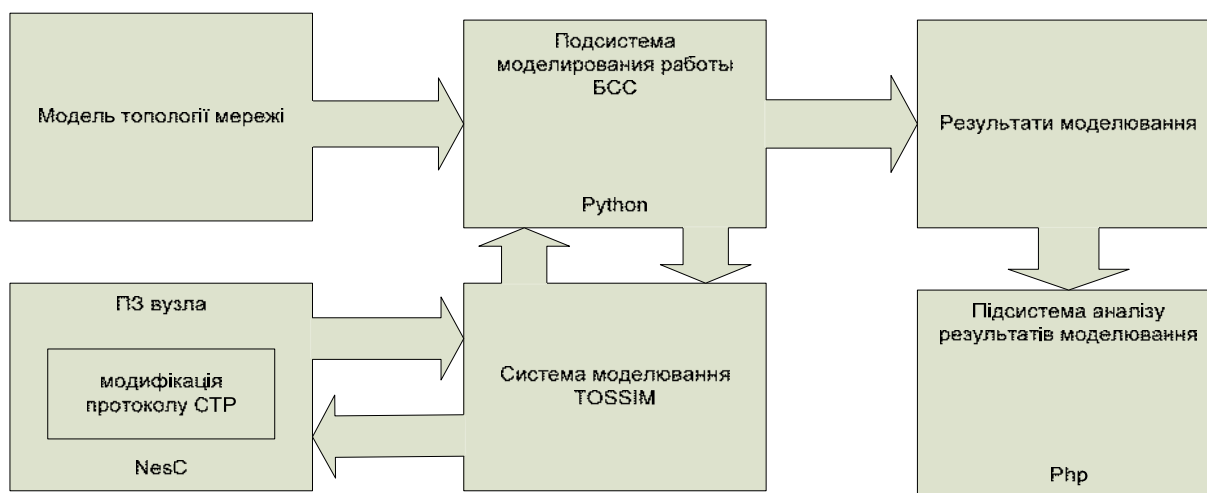 Модель топології мережі
Подсистема
моделирования работы
БСС
Python
Результати моделювання
ПЗ вузла
модифікація
протоколу CTP
NesC
Система моделювання
TOSSIM
Підсистема аналізу
результатів моделювання
Php